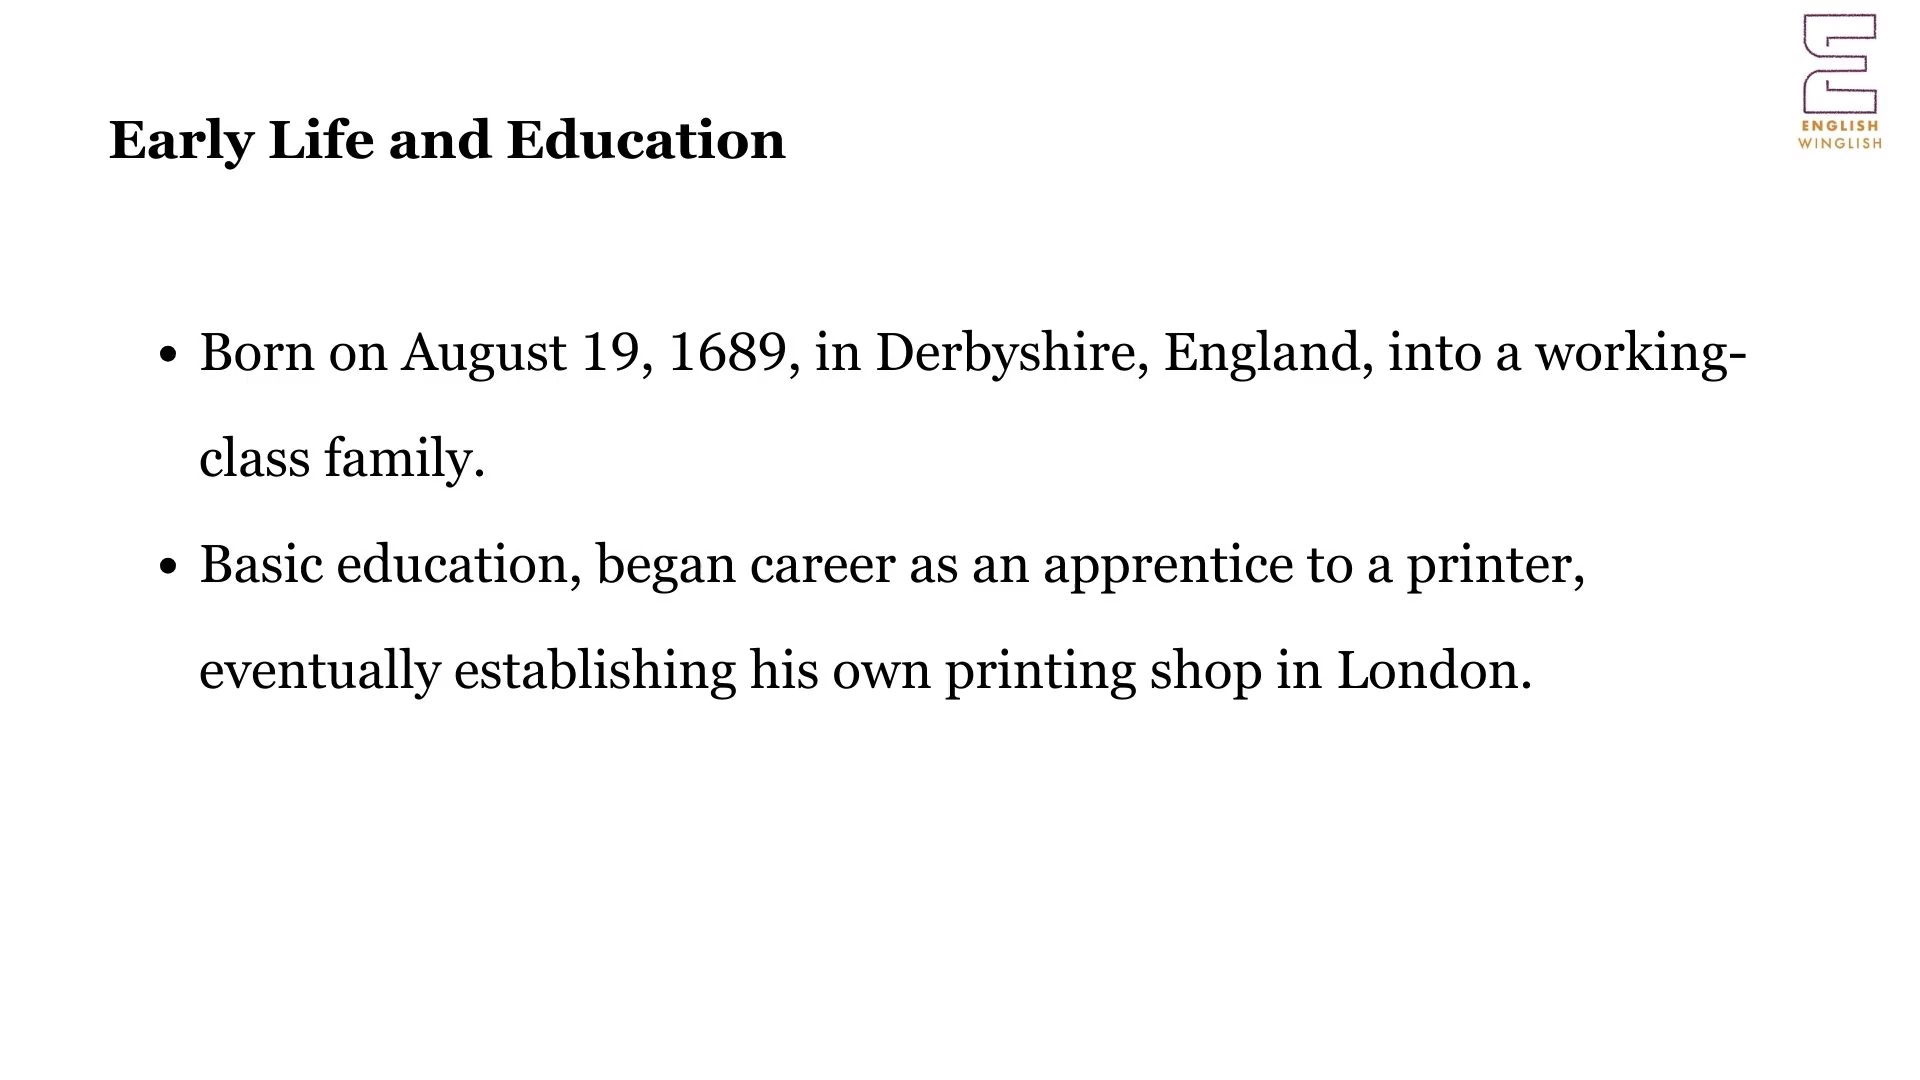 ENGLISH
WINGLISH
Early Life and Education
• Born on August 19, 1689, in Derbyshire, England, into a working-
class family.
• Basic education, began career as an apprentice to a printer,
eventually establishing his own printing shop in London.